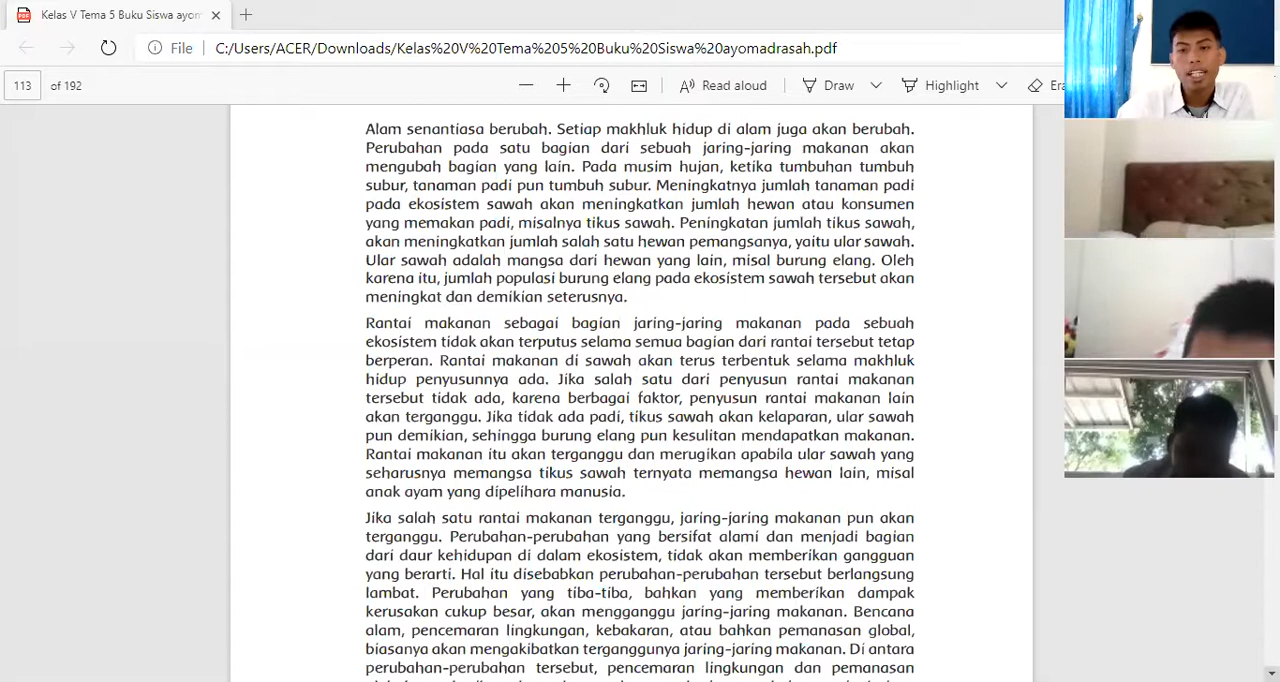 Kelas V Tema 5 Buku Siswa ayom
File
C:/Users/ACER/Downloads/Kelas%20V%20Tema%205%20Buku%20Siswa%20ayomadrasah.pdf
113 of 192
Read aloud
Draw
Highlight
Era
Alam senantiasa berubah. Setiap makhluk hidup di alam juga akan berubah.
Perubahan pada satu bagian dari sebuah jaring-jaring makanan akan
mengubah bagian yang lain. Pada musim hujan, ketika tumbuhan tumbuh
subur, tanaman padi pun tumbuh subur. Meningkatnya jumlah tanaman padi
pada ekosistem sawah akan meningkatkan jumlah hewan atau konsumen
yang memakan padi, misalnya tikus sawah. Peningkatan jumlah tikus sawah,
akan meningkatkan jumlah salah satu hewan pemangsanya, yaitu ular sawah.
Ular sawah adalah mangsa dari hewan yang lain, misal burung elang. Oleh
karena itu, jumlah populasi burung elang pada ekosistem sawah tersebut akan
meningkat dan demikian seterusnya.
Rantai makanan sebagai bagian jaring-jaring makanan pada sebuah
ekosistem tidak akan terputus selama semua bagian dari rantai tersebut tetap
berperan. Rantai makanan di sawah akan terus terbentuk selama makhluk
hidup penyusunnya ada. Jika salah satu dari penyusun rantai makanan
tersebut tidak ada, karena berbagai faktor, penyusun rantai makanan lain
akan terganggu. Jika tidak ada padi, tikus sawah akan kelaparan, ular sawah
pun demikian, sehingga burung elang pun kesulitan mendapatkan makanan.
Rantai makanan itu akan terganggu dan merugikan apabila ular sawah yang
seharusnya memangsa tikus sawah ternyata memangsa hewan lain, misal
anak ayam yang dipelihara manusia.
Jika salah satu rantai makanan terganggu, jaring-jaring makanan pun akan
terganggu. Perubahan-perubahan yang bersifat alami dan menjadi bagian
dari daur kehidupan di dalam ekosistem, tidak akan memberikan gangguan
yang berarti. Hal itu disebabkan perubahan-perubahan tersebut berlangsung
lambat. Perubahan yang tiba-tiba, bahkan yang memberikan dampak
kerusakan cukup besar, akan mengganggu jaring-jaring makanan. Bencana
alam, pencemaran lingkungan, kebakaran, atau bahkan pemanasan global,
biasanya akan mengakibatkan terganggunya jaring-jaring makanan. Di antara
perubahan-perubahan tersebut, pencemaran lingkungan dan pemanasan